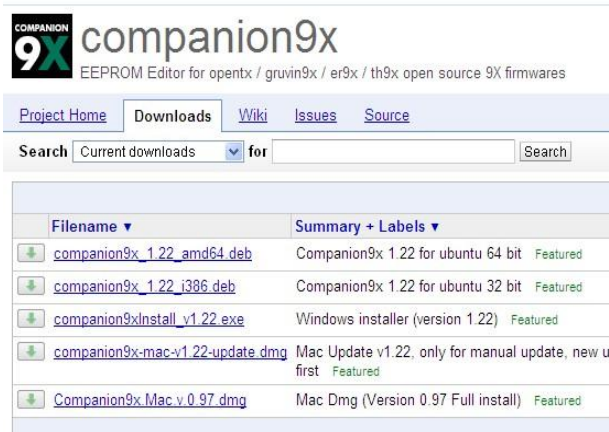 COMPANION
9X
companion9x
EEPROM Editor for opentx / gruvin9x / er9x / th9x open source 9X firmwares
Project Home Downloads Wiki Issues Source
Search Current downloads for Search
Filename ▼ Summary + Labels ▼
companion9x_1.22_amd64.deb Companion9x 1.22 for ubuntu 64 bit Featured
companion9x_1.22_i386.deb Companion9x 1.22 for ubuntu 32 bit Featured
companion9xInstall_v1.22.exe Windows installer (version 1.22) Featured
companion9x-mac-v1.22-update.dmg Mac Update v1.22, only for manual update, new u
first Featured
Companion9x.Mac.v.0.97.dmg Mac Dmg (Version 0.97 Full install) Featured